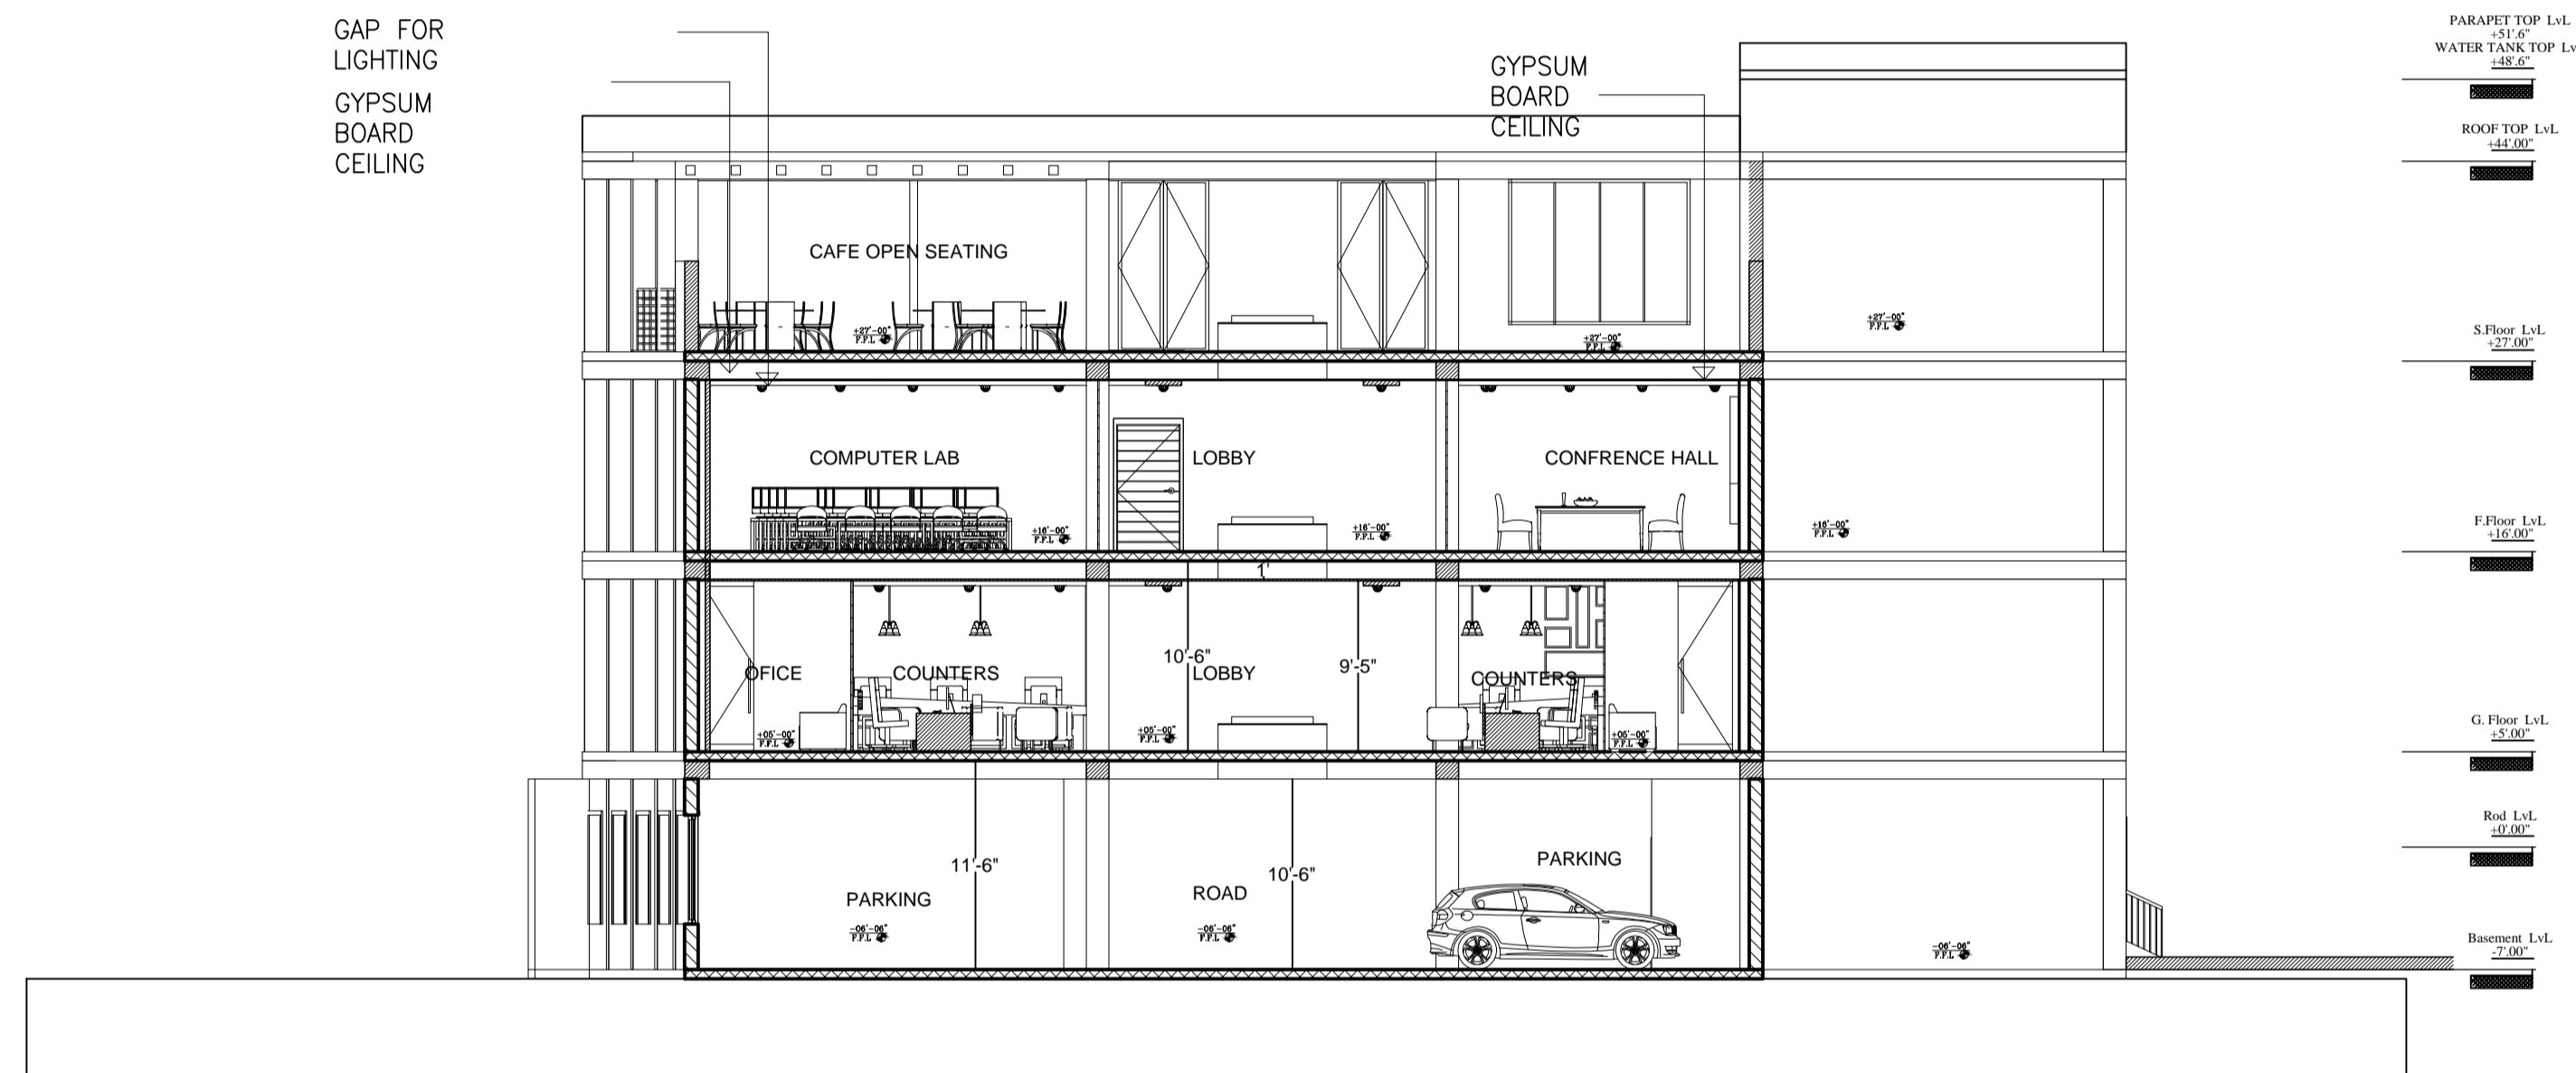 GAP FOR
LIGHTING
GYPSUM
BOARD
CEILING
GYPSUM
BOARD
CEILING
PARAPET TOP LvL
+51'.6"
WATER TANK TOP Lv
+48'.6"
ROOF TOP LvL
+44'.00"
CAFE OPEN SEATING
+27'-00"
F.F.L
+27'-00"
F.F.L
+27'-00"
F.F.L
S.Floor LvL
+27'.00"
COMPUTER LAB
LOBBY
CONFRENCE HALL
+16'-00"
F.F.L
+16'-00"
F.F.L
+16'-00"
F.F.L
F.Floor LvL
+16'.00"
1'
10'-6"
9'-5"
OFICE
COUNTERS
LOBBY
COUNTERS
+05'-00"
F.F.L
+05'-00"
F.F.L
+05'-00"
F.F.L
G. Floor LvL
+5'.00"
Rod LvL
+0'.00"
11'-6"
10'-6"
PARKING
PARKING
ROAD
-06'-06"
F.F.L
-06'-06"
F.F.L
-06'-06"
F.F.L
Basement LvL
-7'.00"